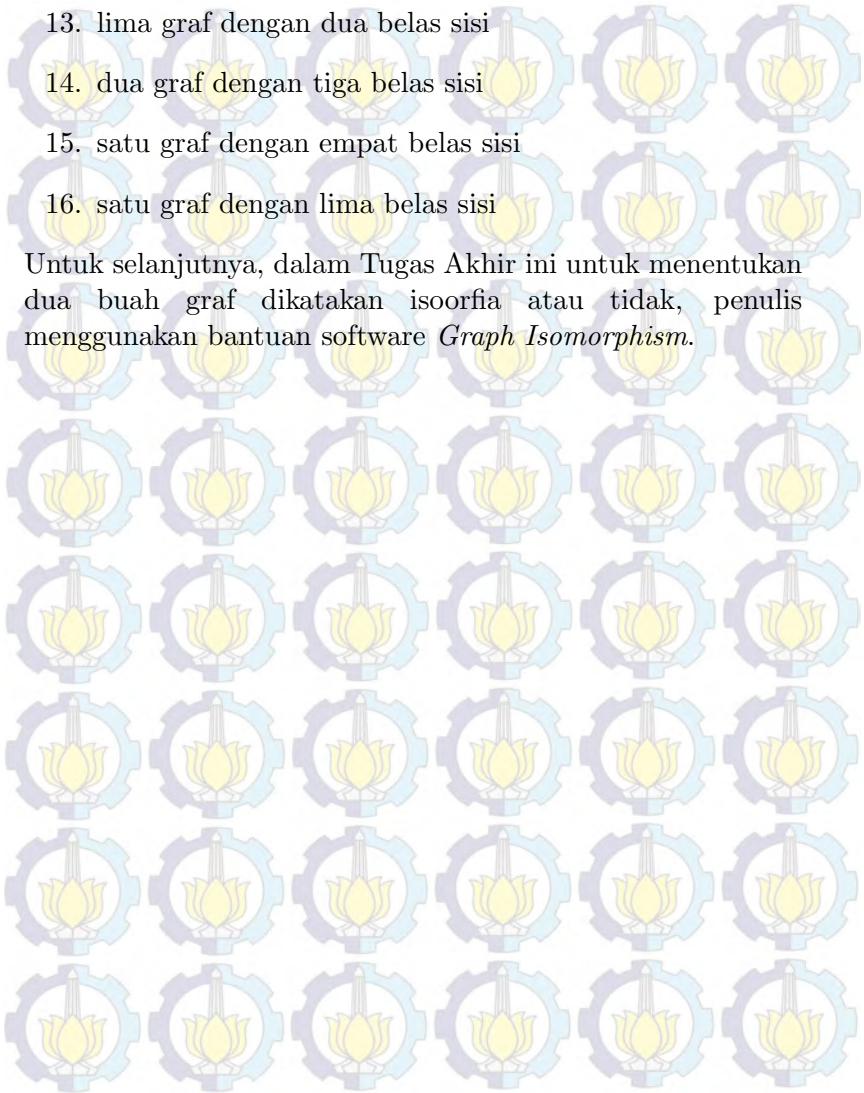 13. lima graf dengan dua belas sisi
14. dua graf dengan tiga belas sisi
15. satu graf dengan empat belas sisi
16. satu graf dengan lima belas sisi
Untuk selanjutnya, dalam Tugas Akhir ini untuk menentukan
dua buah graf dikatakan isoorfia atau tidak, penulis
menggunakan bantuan software Graph Isomorphism.